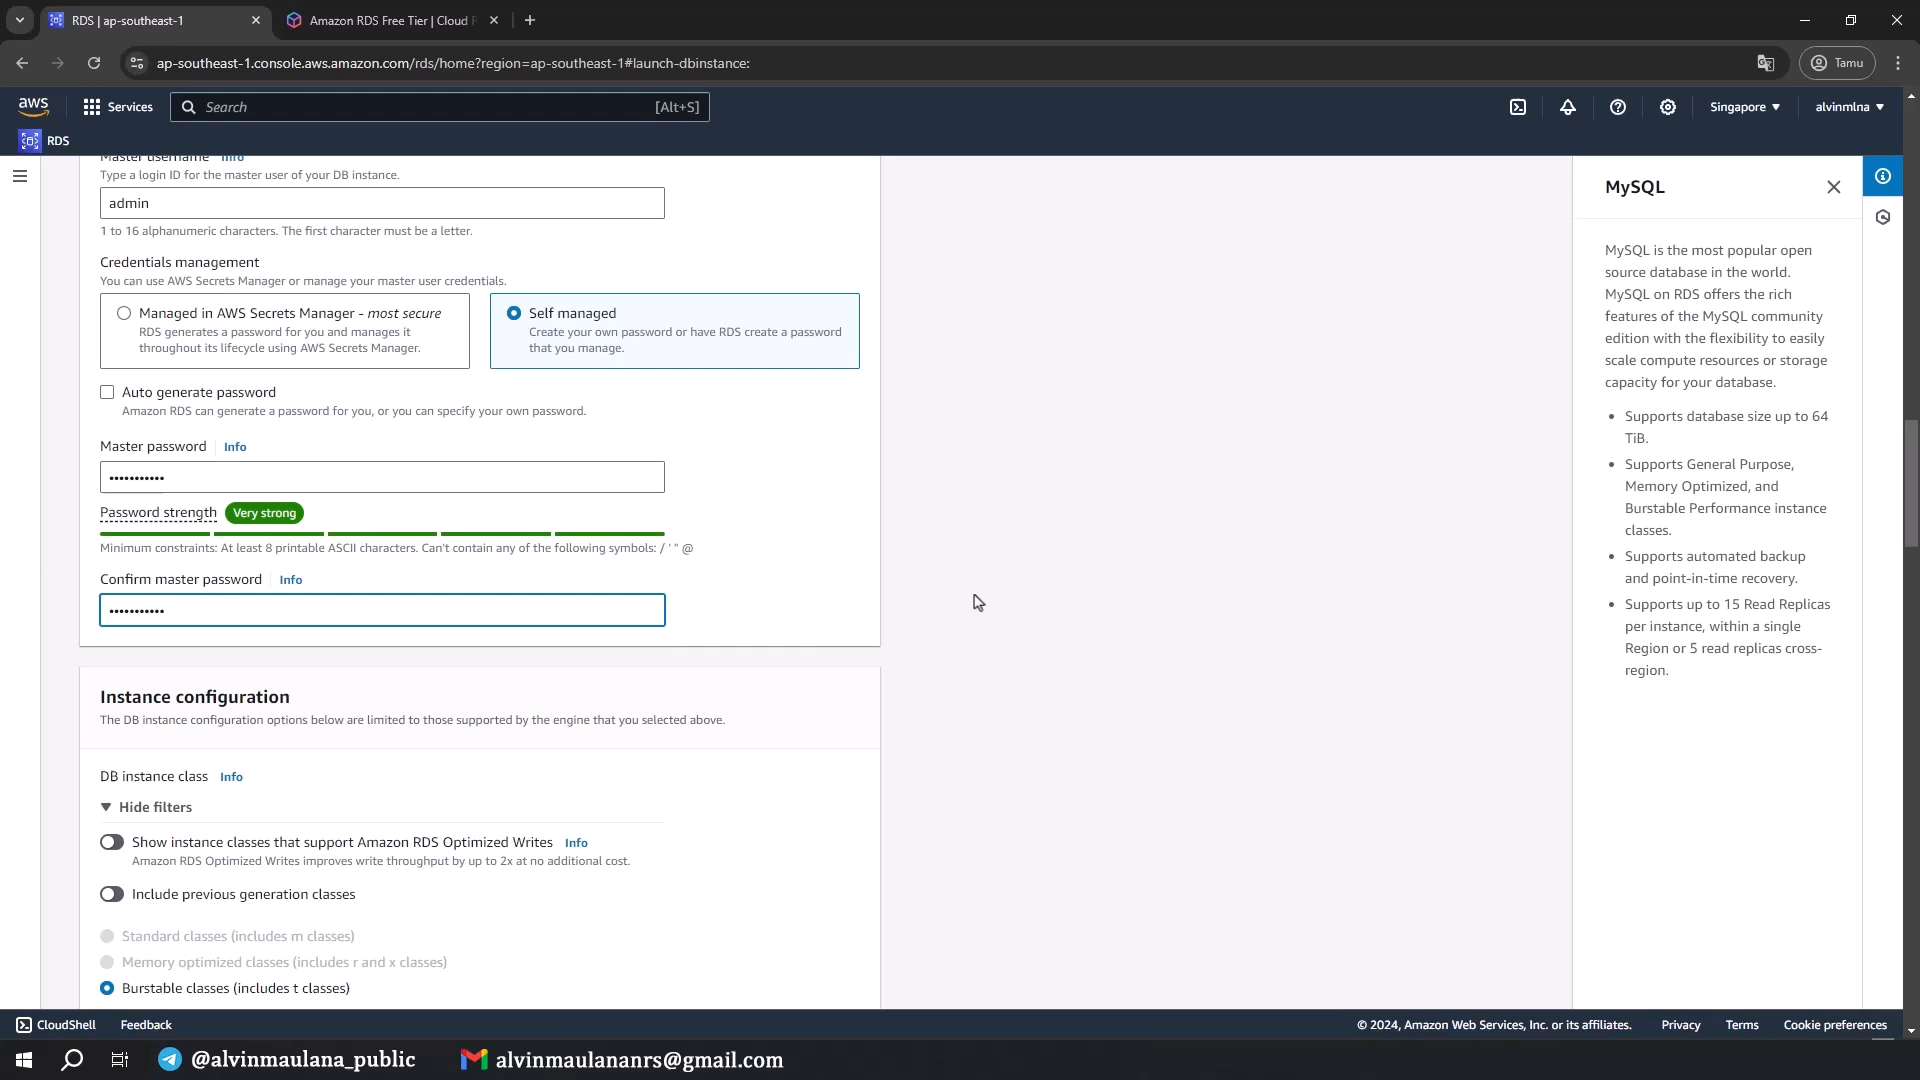 RDS | ap-southeast-1
Amazon RDS Free Tier | Cloud
ap-southeast-1.console.aws.amazon.com/rds/home?region=ap-southeast-1#launch-dbinstance:
Tamu
aws
Services
Search
[Alt+S]
Singapore
alvinmlna
RDS
Master username Info
Type a login ID for the master user of your DB instance.
admin
1 to 16 alphanumeric characters. The first character must be a letter.
Credentials management
You can use AWS Secrets Manager or manage your master user credentials.
Managed in AWS Secrets Manager - most secure
RDS generates a password for you and manages it
throughout its lifecycle using AWS Secrets Manager.
Self managed
Create your own password or have RDS create a password
that you manage.
Auto generate password
Amazon RDS can generate a password for you, or you can specify your own password.
Master password Info
•••••••••••
Password strength Very strong
Minimum constraints: At least 8 printable ASCII characters. Can't contain any of the following symbols: / ' " @
Confirm master password Info
•••••••••••
Instance configuration
The DB instance configuration options below are limited to those supported by the engine that you selected above.
DB instance class Info
Hide filters
Show instance classes that support Amazon RDS Optimized Writes Info
Amazon RDS Optimized Writes improves write throughput by up to 2x at no additional cost.
Include previous generation classes
Standard classes (includes m classes)
Memory optimized classes (includes r and x classes)
Burstable classes (includes t classes)
MySQL
MySQL is the most popular open
source database in the world.
MySQL on RDS offers the rich
features of the MySQL community
edition with the flexibility to easily
scale compute resources or storage
capacity for your database.
• Supports database size up to 64
TiB.
• Supports General Purpose,
Memory Optimized, and
Burstable Performance instance
classes.
• Supports automated backup
and point-in-time recovery.
• Supports up to 15 Read Replicas
per instance, within a single
Region or 5 read replicas cross-
region.
CloudShell
Feedback
© 2024, Amazon Web Services, Inc. or its affiliates.
Privacy
Terms
Cookie preferences
@alvinmaulana_public
alvinmaulananrs@gmail.com